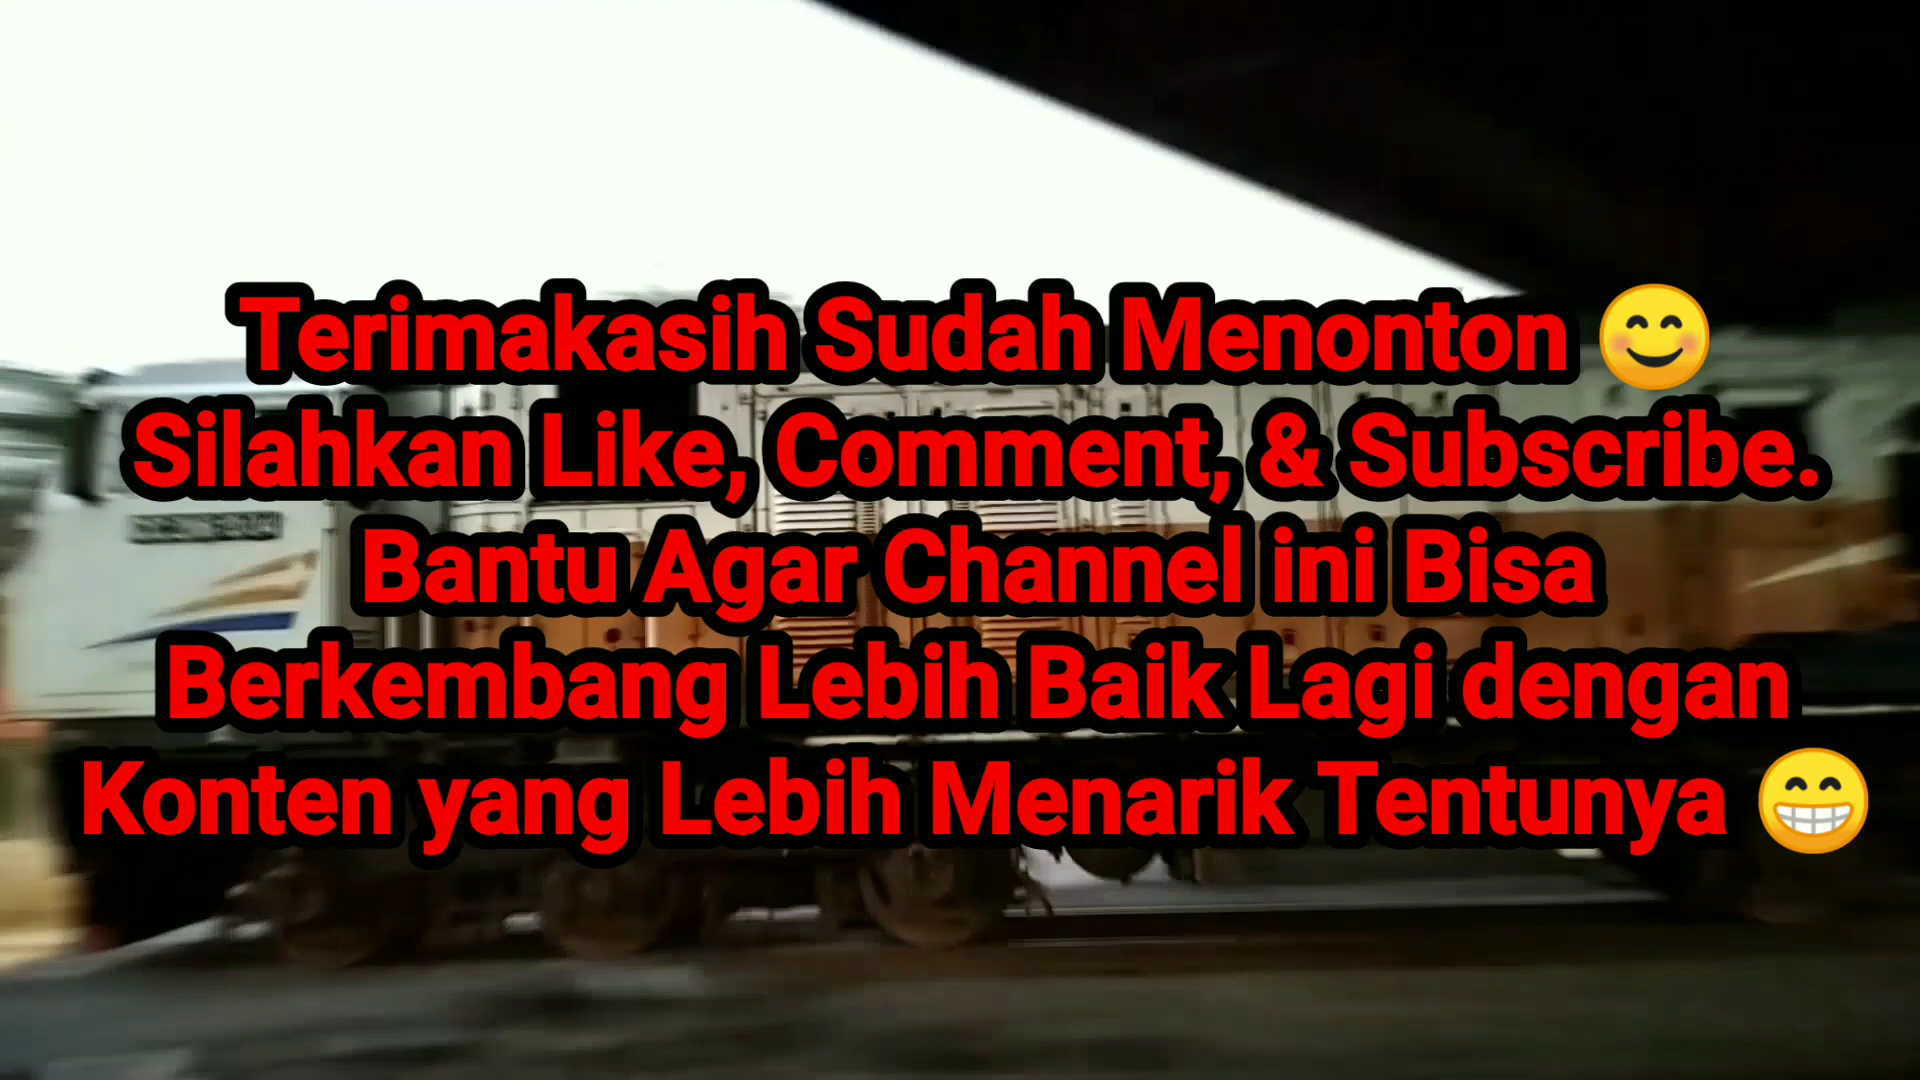 Terimakasih Sudah Menonton 😊
Silahkan Like, Comment, & Subscribe.
Bantu Agar Channel ini Bisa
Berkembang Lebih Baik Lagi dengan
Konten yang Lebih Menarik Tentunya 😁